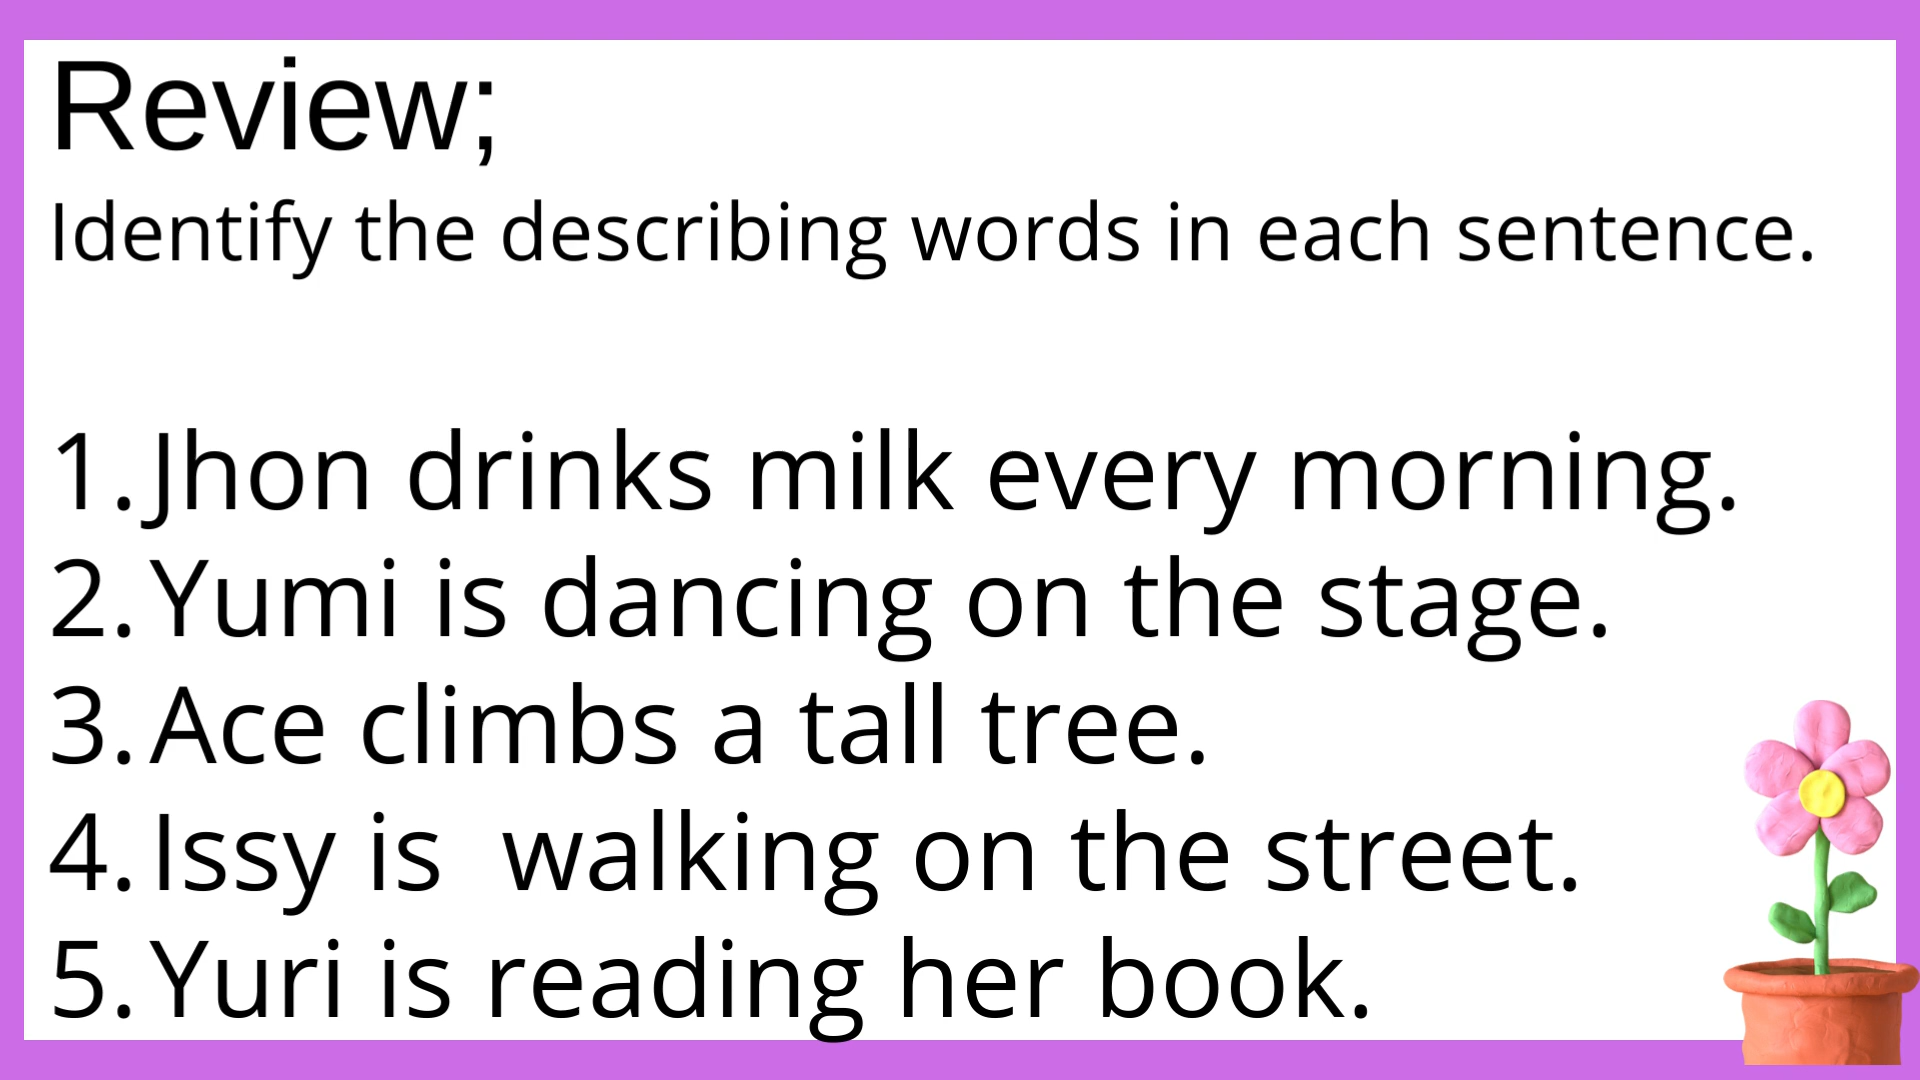 Review;
Identify the describing words in each sentence.
1. Jhon drinks milk every morning.
2. Yumi is dancing on the stage.
3. Ace climbs a tall tree.
4. Issy is  walking on the street.
5. Yuri is reading her book.